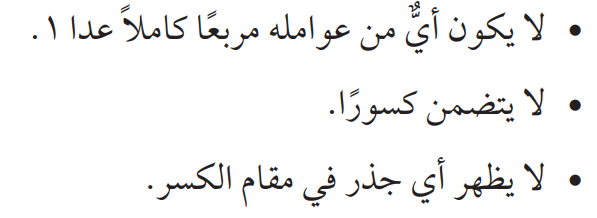 • لا يكون أيٌّ من عوامله مربعًا كاملاً عدا ١ .
• لا يتضمن كسورًا.
• لا يظهر أي جذر في مقام الكسر.